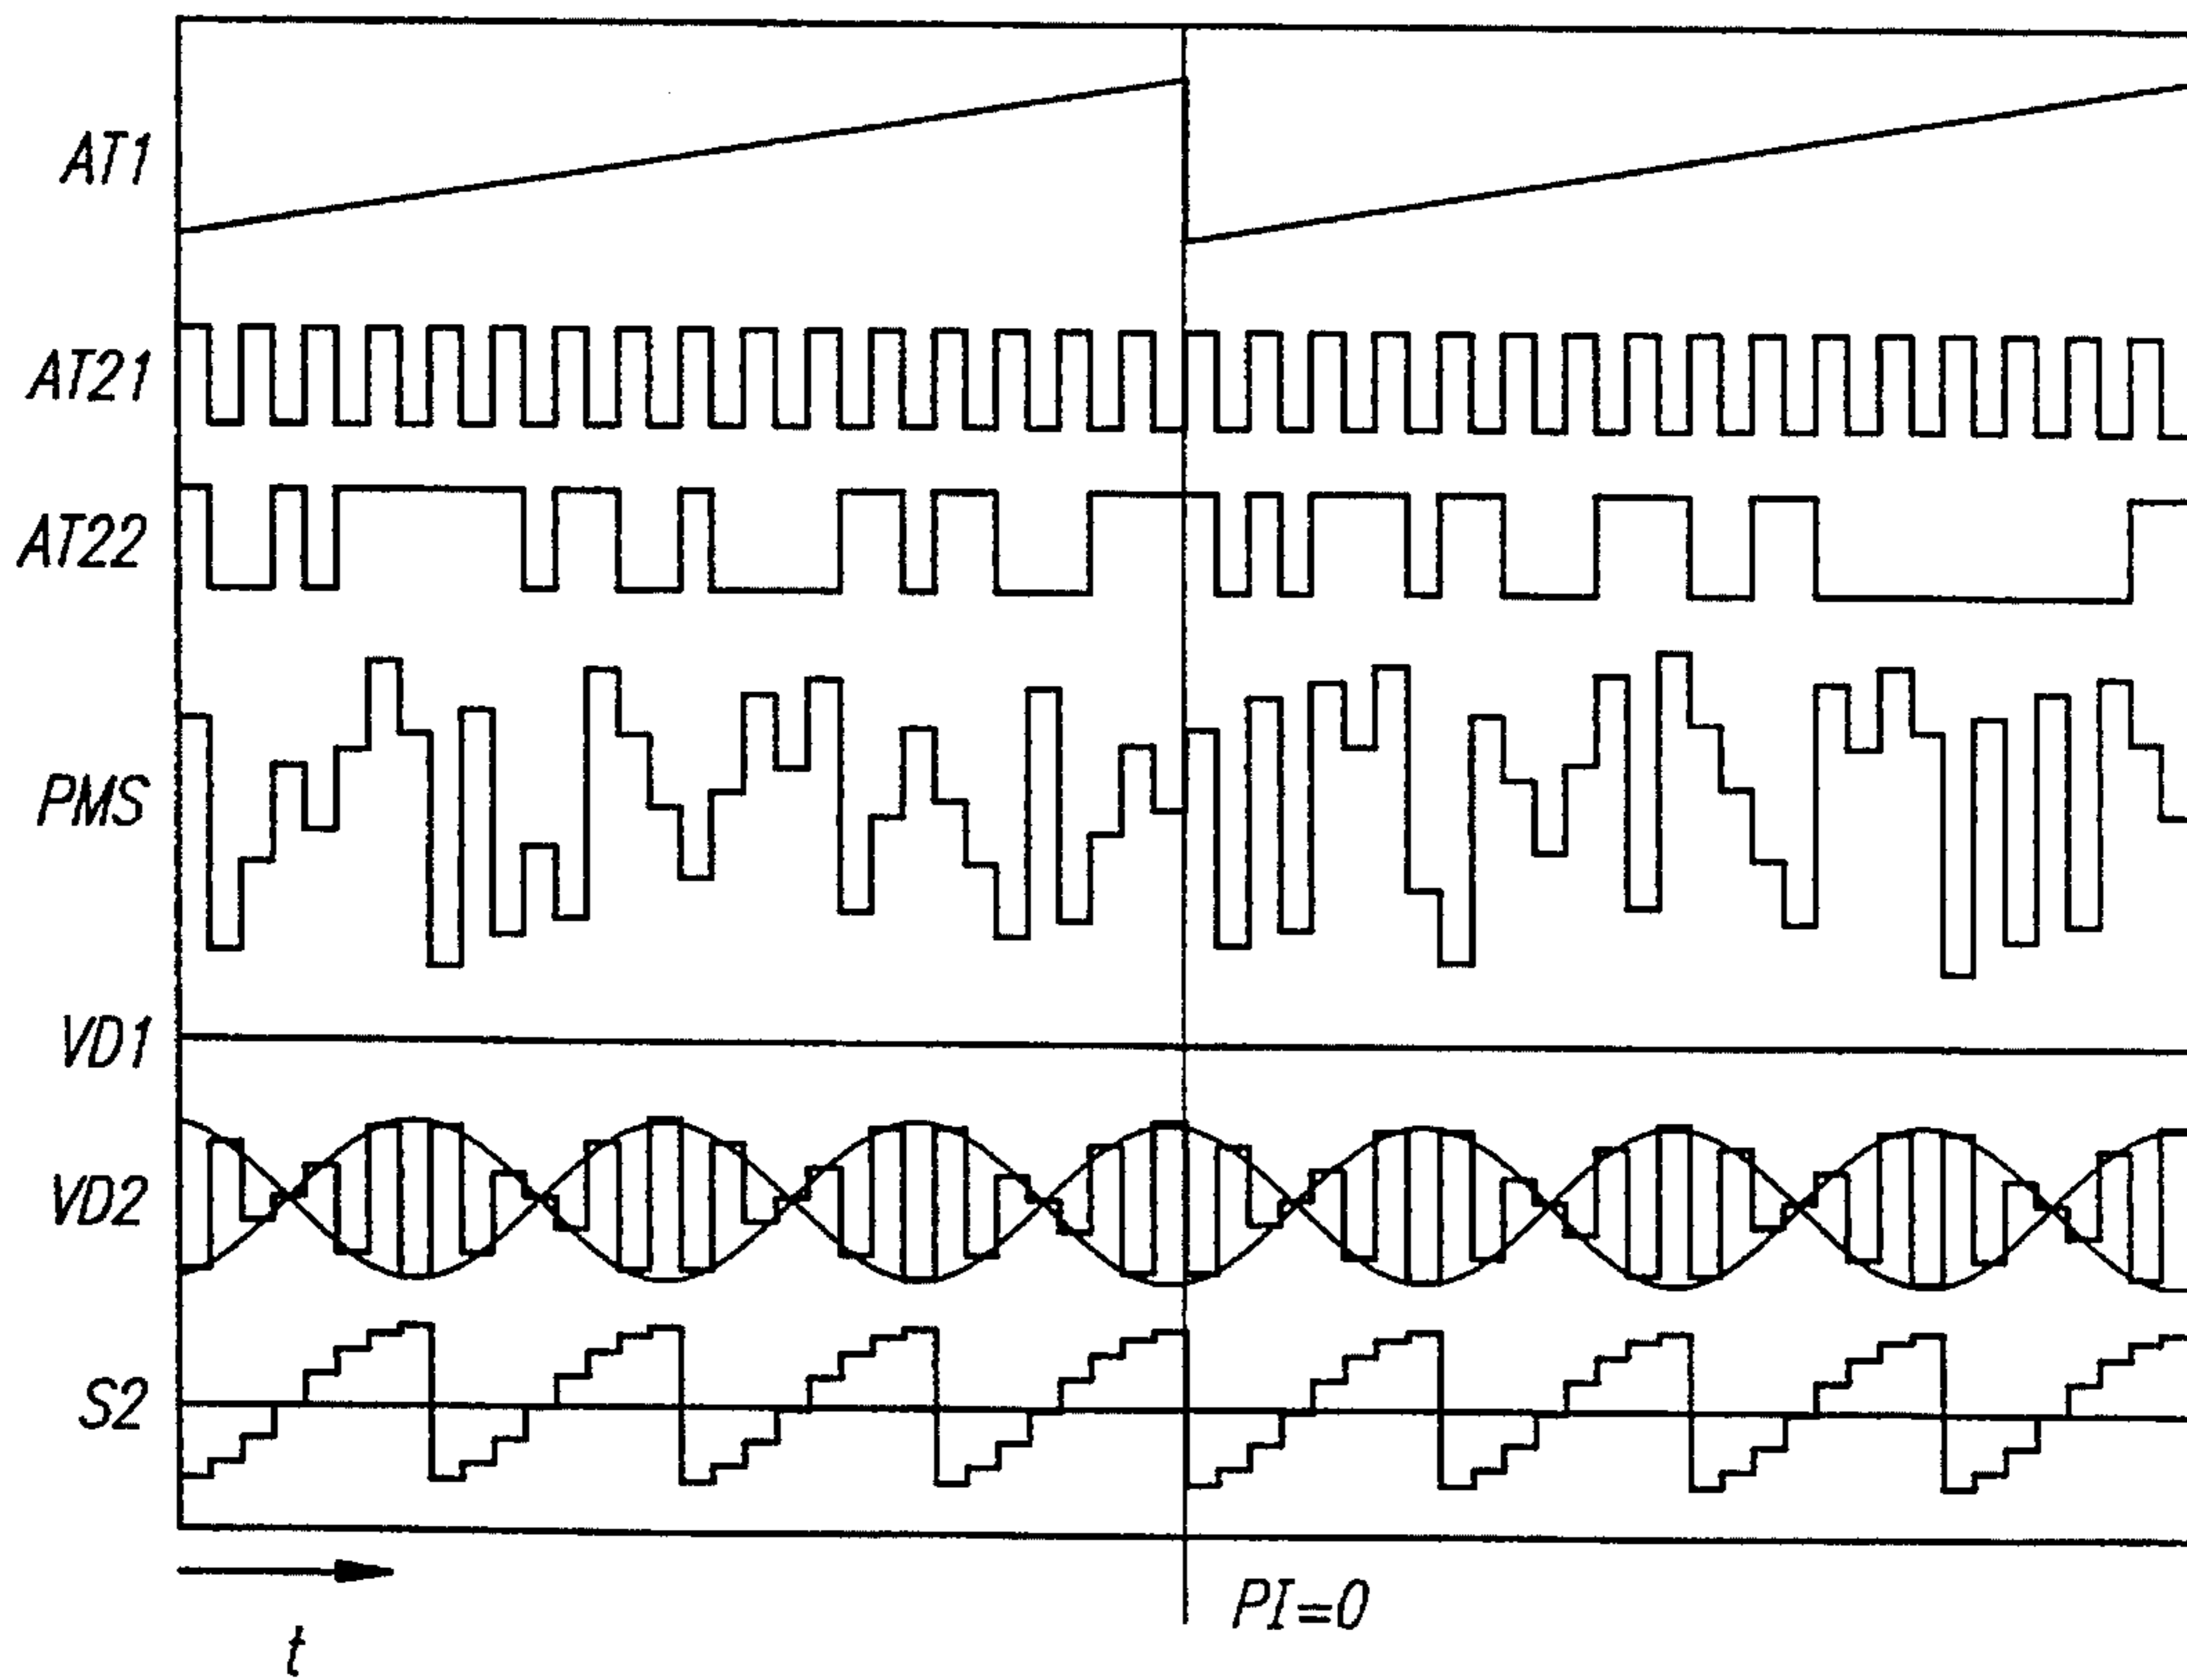 AT1
AT21
AT22
PMS
VD1
VD2
S2
PI=0
t